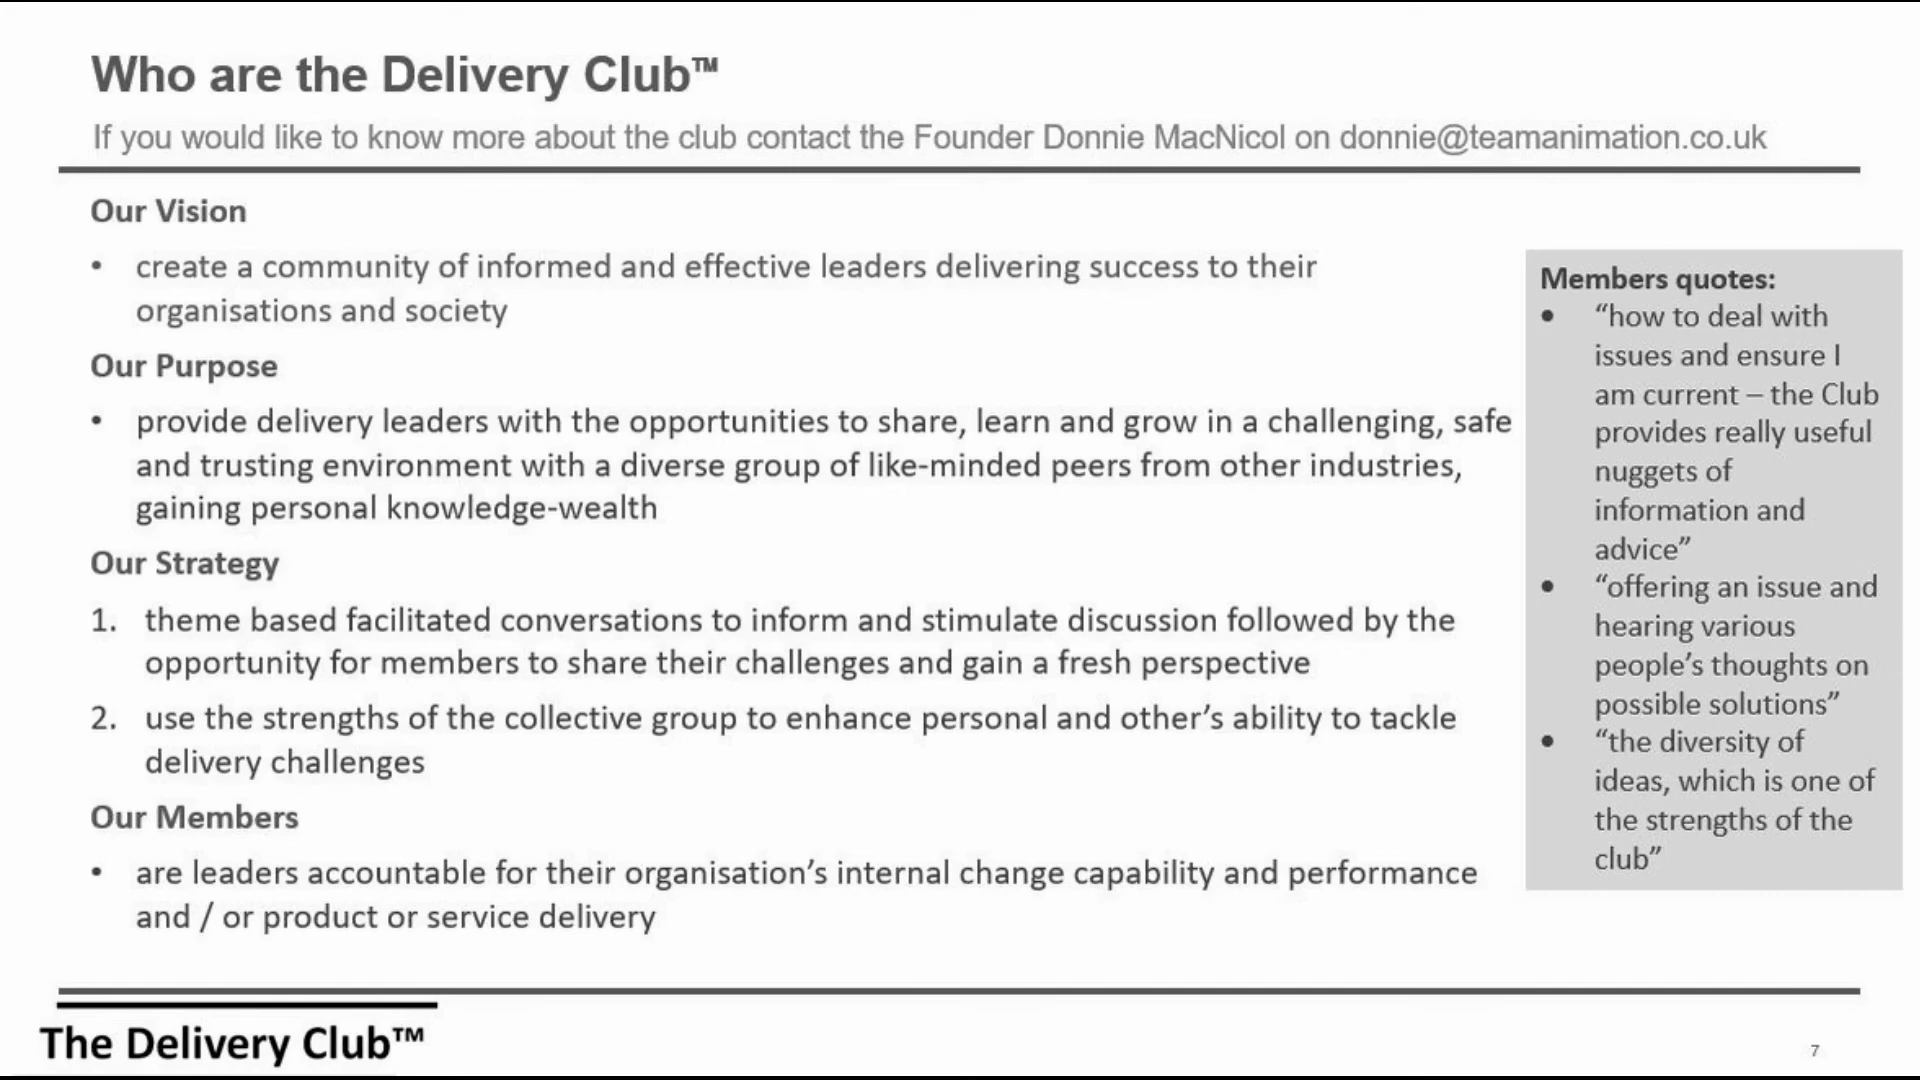 Who are the Delivery Club™
If you would like to know more about the club contact the Founder Donnie MacNicol on donnie@teamanimation.co.uk
Our Vision
• create a community of informed and effective leaders delivering success to their
organisations and society
Our Purpose
• provide delivery leaders with the opportunities to share, learn and grow in a challenging, safe
and trusting environment with a diverse group of like-minded peers from other industries,
gaining personal knowledge-wealth
Our Strategy
1. theme based facilitated conversations to inform and stimulate discussion followed by the
opportunity for members to share their challenges and gain a fresh perspective
2. use the strengths of the collective group to enhance personal and other’s ability to tackle
delivery challenges
Our Members
• are leaders accountable for their organisation’s internal change capability and performance
and / or product or service delivery
Members quotes:
• “how to deal with
issues and ensure I
am current – the Club
provides really useful
nuggets of
information and
advice”
• “offering an issue and
hearing various
people’s thoughts on
possible solutions”
• “the diversity of
ideas, which is one of
the strengths of the
club”
The Delivery Club™
7